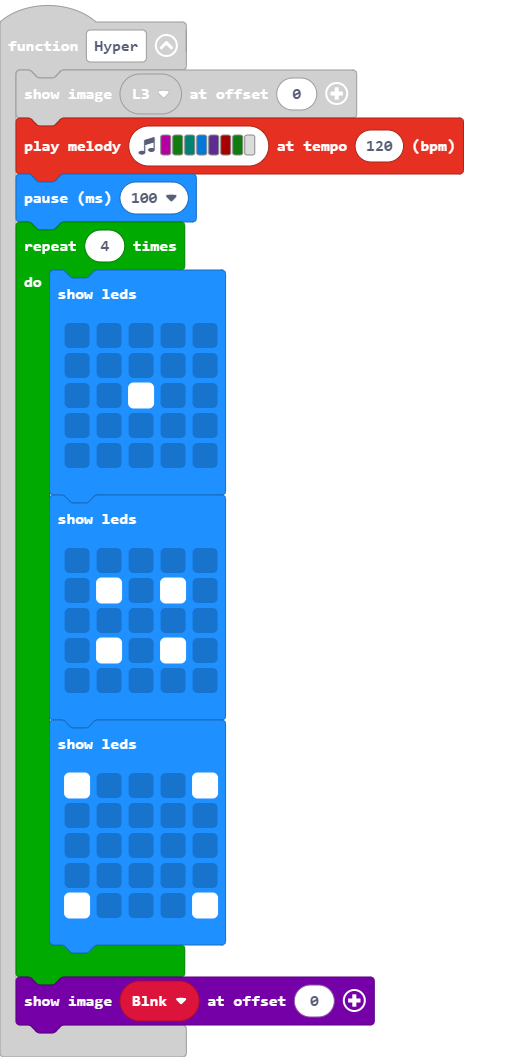 function Hyper
show image L3 at offset 0
play melody at tempo 120 (bpm)
pause (ms) 100
repeat 4 times
do
show leds
show leds
show leds
show image Blnk at offset 0